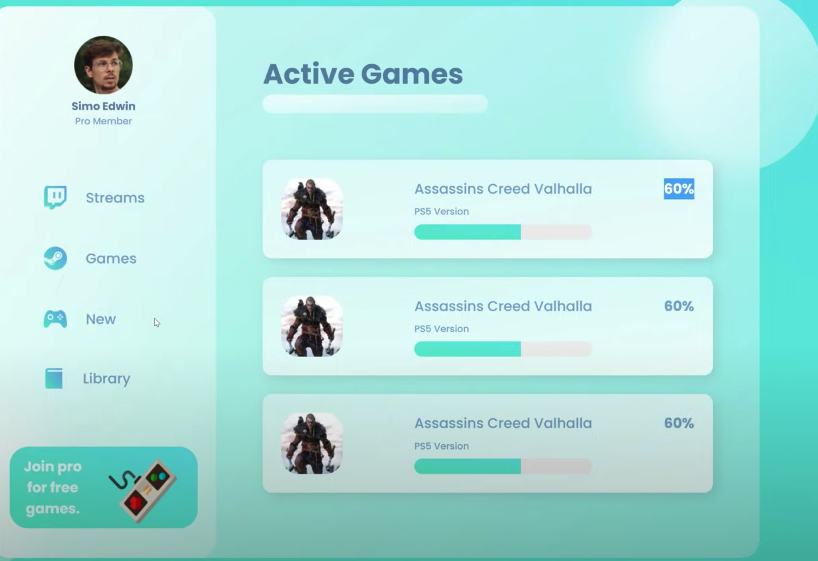 Simo Edwin
Pro Member
Streams
Games
New
Library
Join pro
for free
games.
Active Games
Assassins Creed Valhalla
60%
PS5 Version
Assassins Creed Valhalla
60%
PS5 Version
Assassins Creed Valhalla
60%
PS5 Version